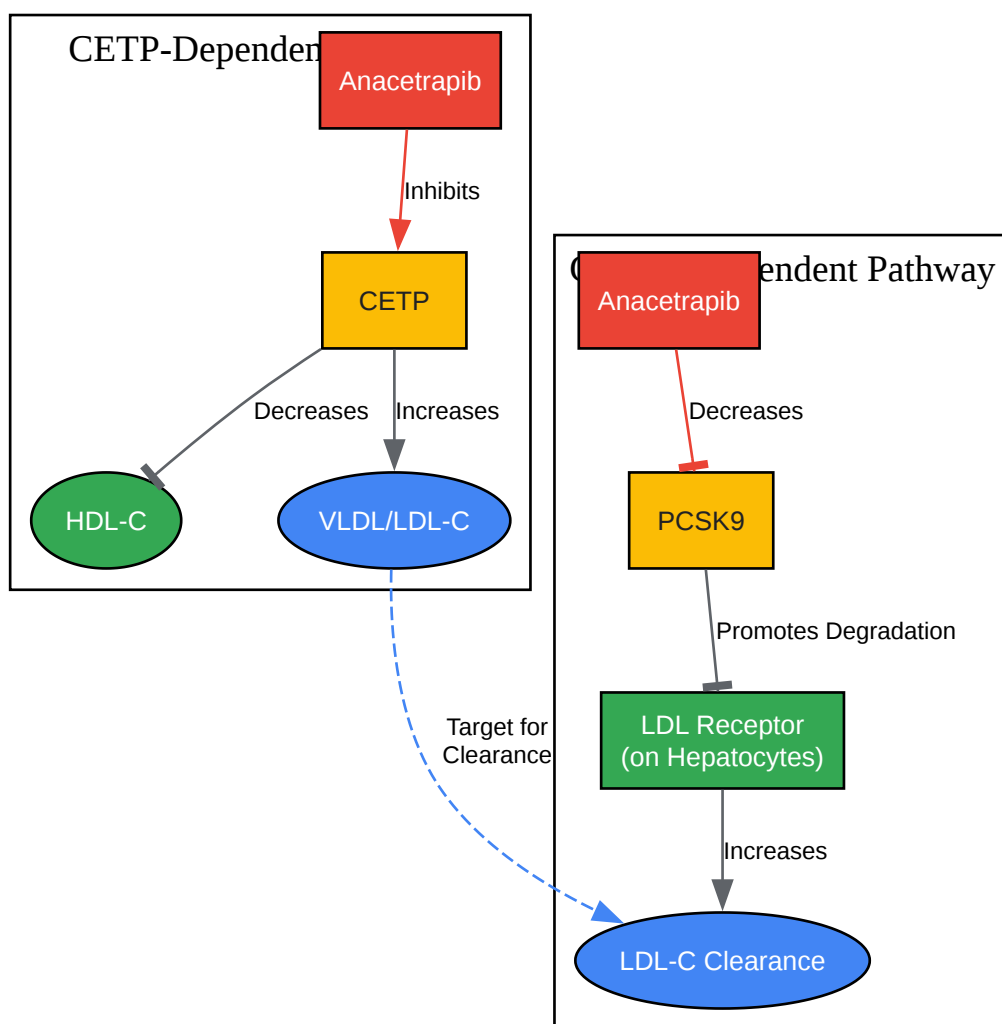 CETP-Dependen
Anacetrapib
Inhibits
CETP
Decreases
Increases
HDL-C
VLDL/LDL-C
Target for
Clearance
endent Pathway
Anacetrapib
Decreases
PCSK9
Promotes Degradation
LDL Receptor
(on Hepatocytes)
Increases
LDL-C Clearance